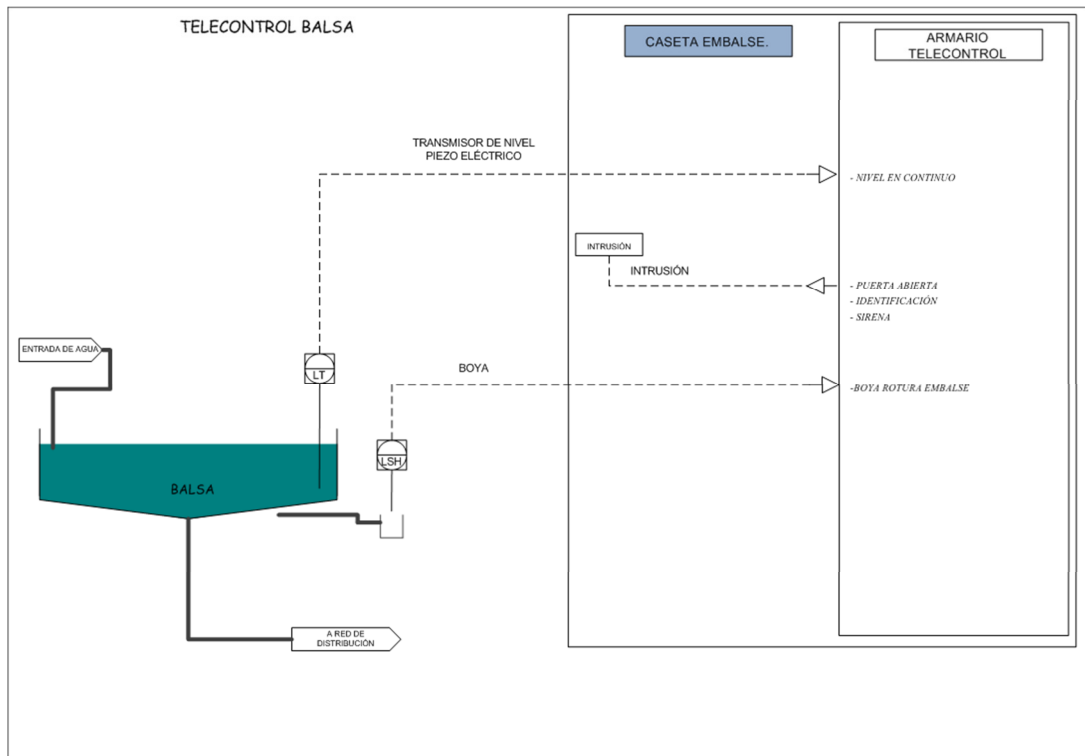 TELECONTROL BALSA
CASETA EMBALSE.
ARMARIO
TELECONTROL
TRANSMISOR DE NIVEL
PIEZO ELÉCTRICO
- NIVEL EN CONTINUO
INTRUSIÓN
INTRUSIÓN
- PUERTA ABIERTA
- IDENTIFICACIÓN
- SIRENA
ENTRADA DE AGUA
LT
BOYA
-BOYA ROTURA EMBALSE
LSH
BALSA
A RED DE
DISTRIBUCIÓN